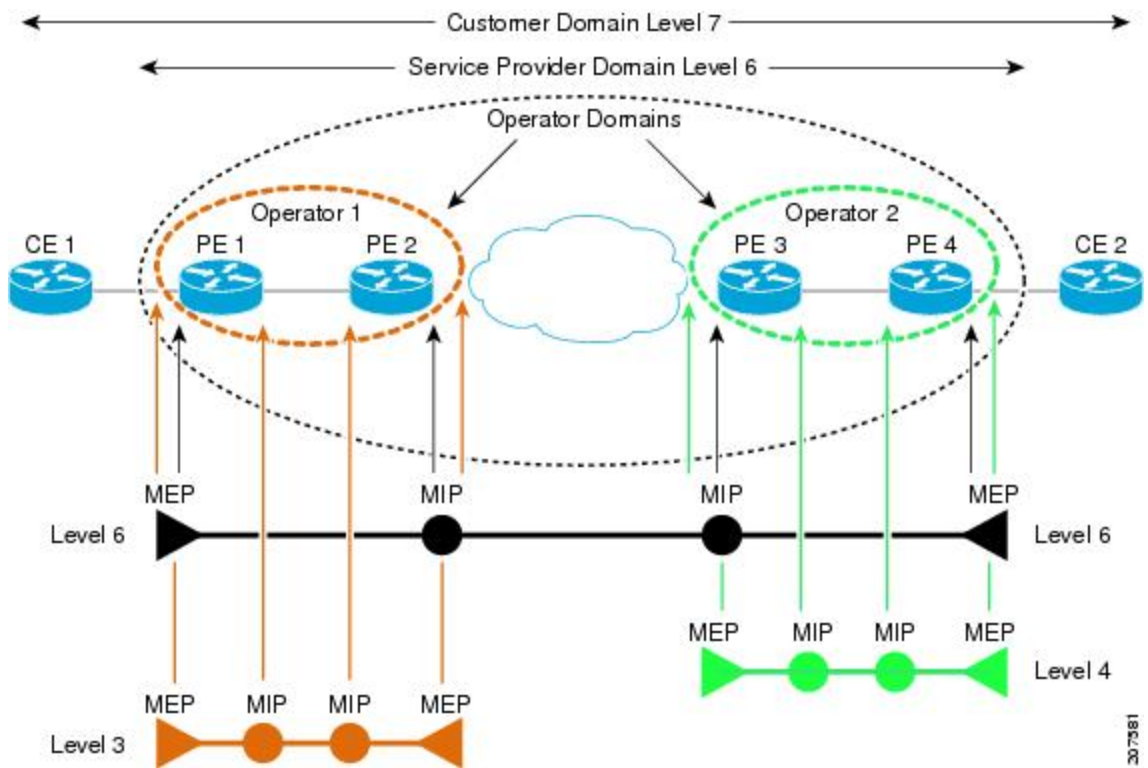 Customer Domain Level 7
Service Provider Domain Level 6
Operator Domains
Operator 1
Operator 2
CE 1
PE 1
PE 2
PE 3
PE 4
CE 2
MEP
MIP
MIP
MEP
Level 6
Level 6
MEP
MIP
MIP
MEP
Level 4
MEP
MIP
MIP
MEP
Level 3
207581